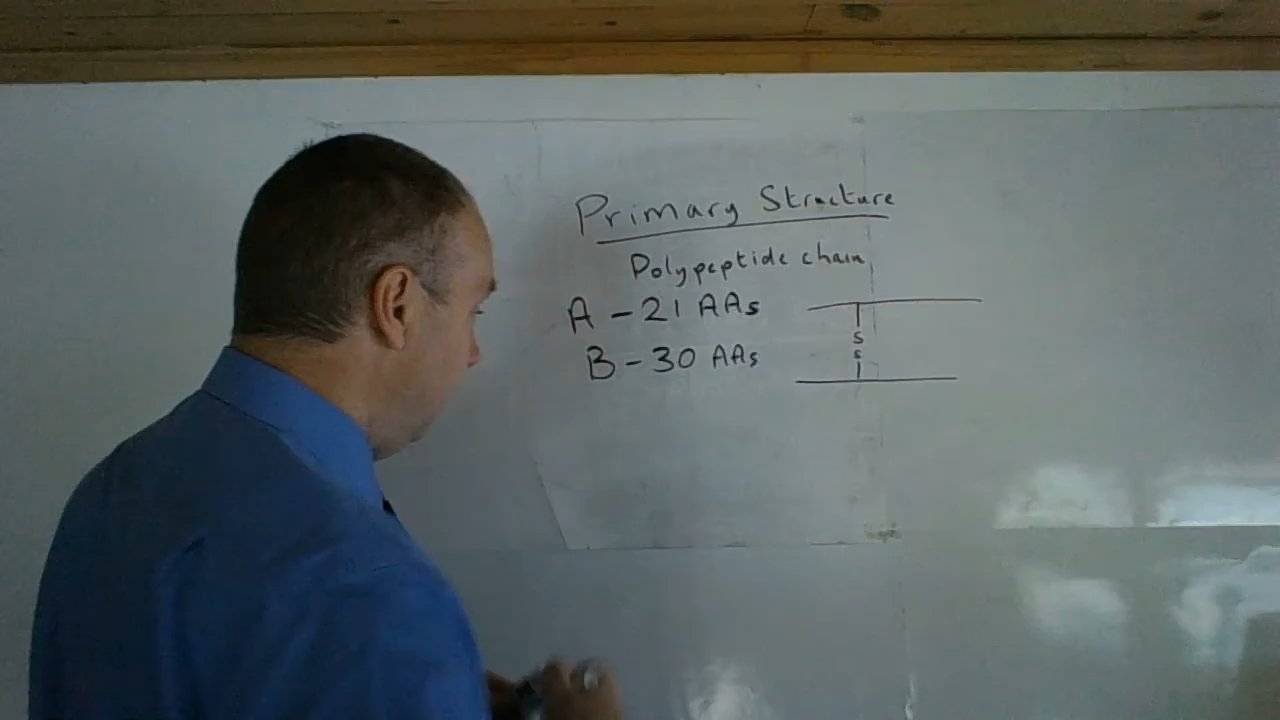 Primary Structure
Polypeptide chain
A - 21 AAs
B - 30 AAs
S
S